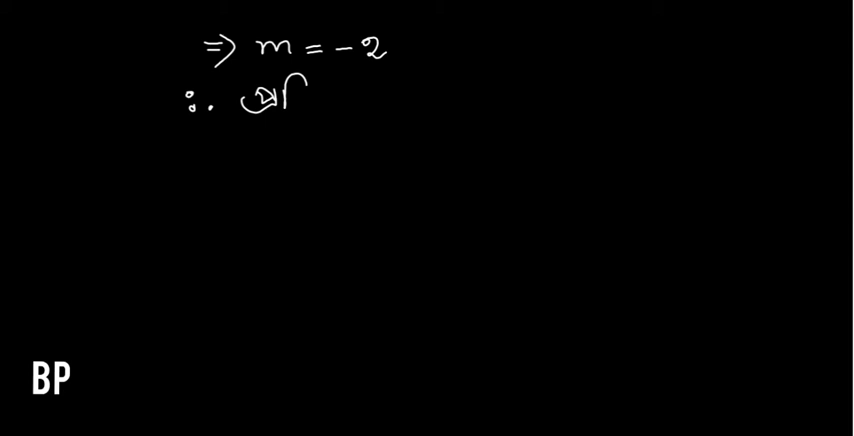 ⇒ m = -2
∴ প্রা
BP